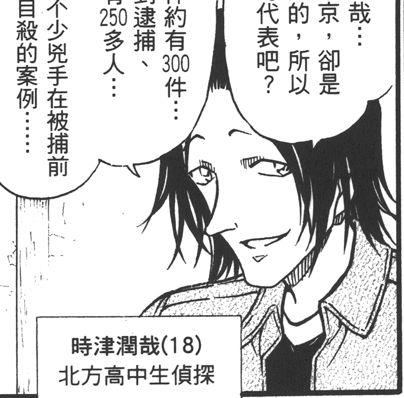 哉…
京，卻是
的，所以
代表吧？
件約有300件…
逮捕、
250多人…
不少兇手在被捕前
自殺的案例……
時津潤哉(18)
北方高中生偵探